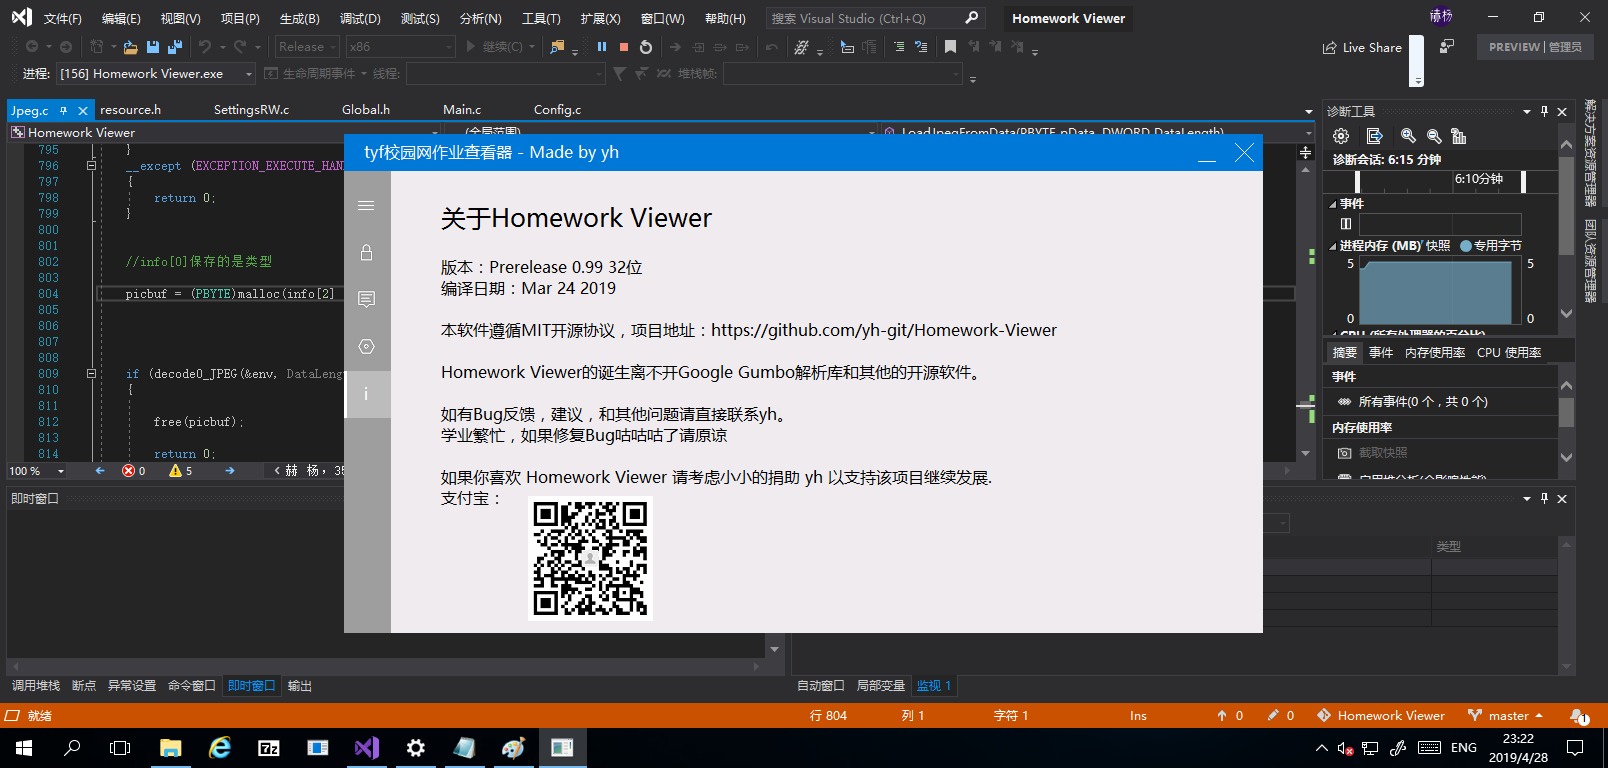 文件(F) 编辑(E) 视图(V) 项目(P) 生成(B) 调试(D) 测试(S) 分析(N) 工具(T) 扩展(X) 窗口(W) 帮助(H) 搜索 Visual Studio (Ctrl+Q) Homework Viewer
Release x86 继续(C) Live Share PREVIEW 管理员
进程: [156] Homework Viewer.exe 生命周期事件 线程: 堆栈帧:
Jpeg.c resource.h SettingsRW.c Global.h Main.c Config.c
Homework Viewer (全局范围) LoadJpegFromData(PBYTE pData, DWORD DataLength)
795 }
796 __except (EXCEPTION_EXECUTE_HAN
797 {
798 return 0;
799 }
800
801
802 //info[0]保存的是类型
803
804 picbuf = (PBYTE)malloc(info[2]
805
806
807
808
809 if (decode0_JPEG(&env, DataLeng
810 {
811
812 free(picbuf);
813
814 return 0;
100 % 0 5
tyf校园网作业查看器 - Made by yh
关于Homework Viewer
版本：Prerelease 0.99 32位
编译日期：Mar 24 2019
本软件遵循MIT开源协议，项目地址：https://github.com/yh-git/Homework-Viewer
Homework Viewer的诞生离不开Google Gumbo解析库和其他的开源软件。
如有Bug反馈，建议，和其他问题请直接联系yh。
学业繁忙，如果修复Bug咕咕咕了请原谅
如果你喜欢 Homework Viewer 请考虑小小的捐助 yh 以支持该项目继续发展.
支付宝：
诊断工具
诊断会话: 6:15 分钟
6:10分钟
事件
进程内存 (MB) 快照 专用字节
5 5
0 0
CPU (所有处理器的百分比)
摘要 事件 内存使用率 CPU 使用率
事件
所有事件(0 个，共 0 个)
内存使用率
截取快照
解决方案资源管理器
团队资源管理器
即时窗口
类型
调用堆栈 断点 异常设置 命令窗口 即时窗口 输出
自动窗口 局部变量 监视 1
就绪 行 804 列 1 字符 1 Ins 0 0 Homework Viewer master 1
7z ENG 23:22
2019/4/28